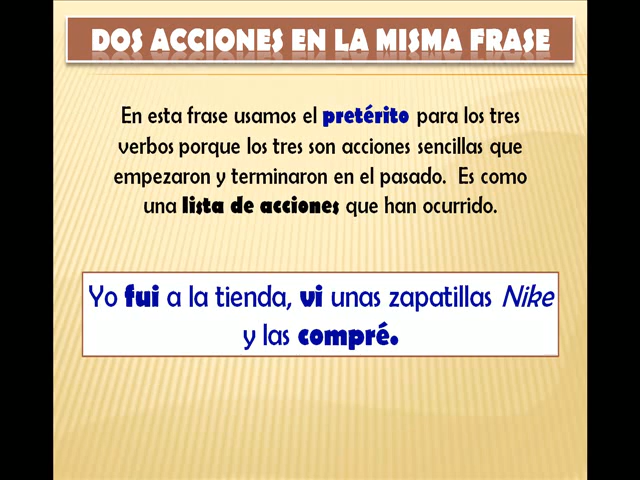 DOS ACCIONES EN LA MISMA FRASE
En esta frase usamos el pretérito para los tres
verbos porque los tres son acciones sencillas que
empezaron y terminaron en el pasado. Es como
una lista de acciones que han ocurrido.
Yo fui a la tienda, vi unas zapatillas Nike
y las compré.